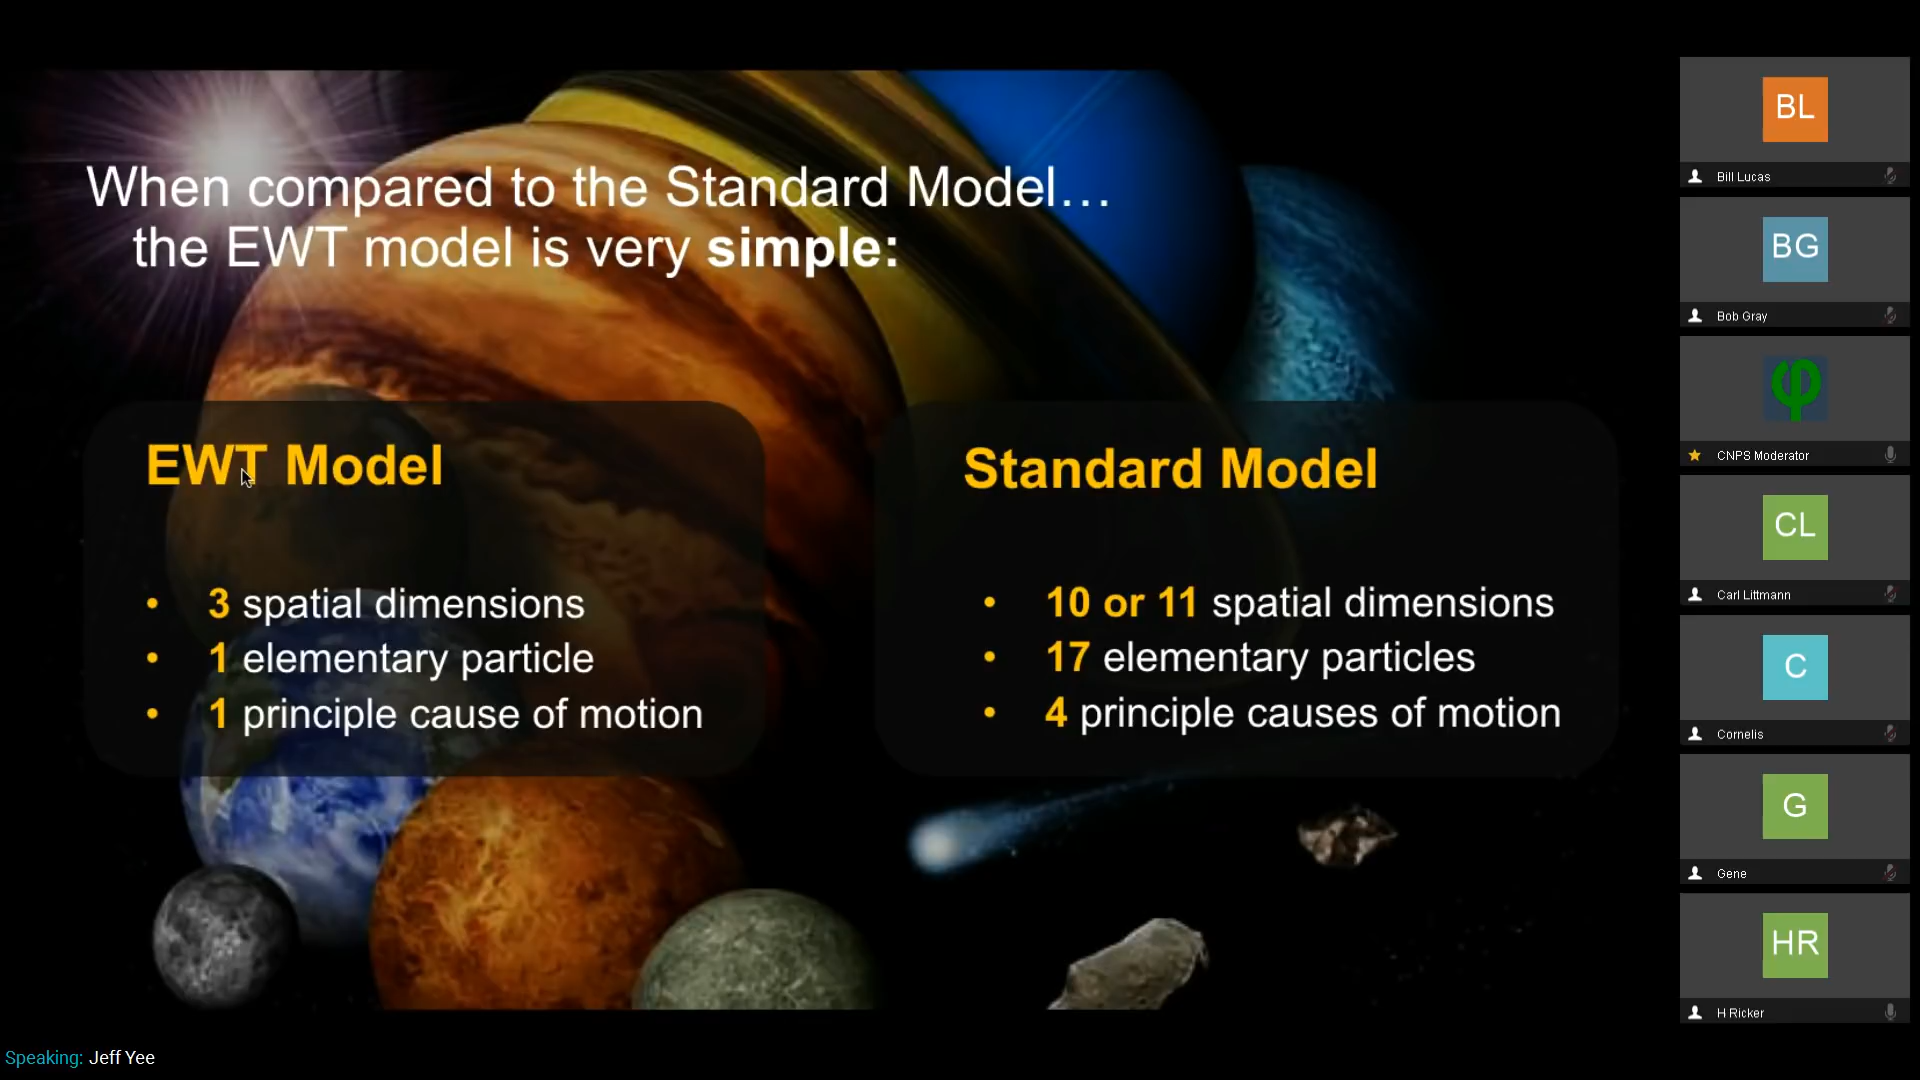 When compared to the Standard Model…
the EWT model is very simple:
EWT Model
• 3 spatial dimensions
• 1 elementary particle
• 1 principle cause of motion
Standard Model
• 10 or 11 spatial dimensions
• 17 elementary particles
• 4 principle causes of motion
BL
Bill Lucas
BG
Bob Gray
φ
CNPS Moderator
CL
Carl Littmann
C
Cornelis
G
Gene
HR
H Ricker
Speaking: Jeff Yee